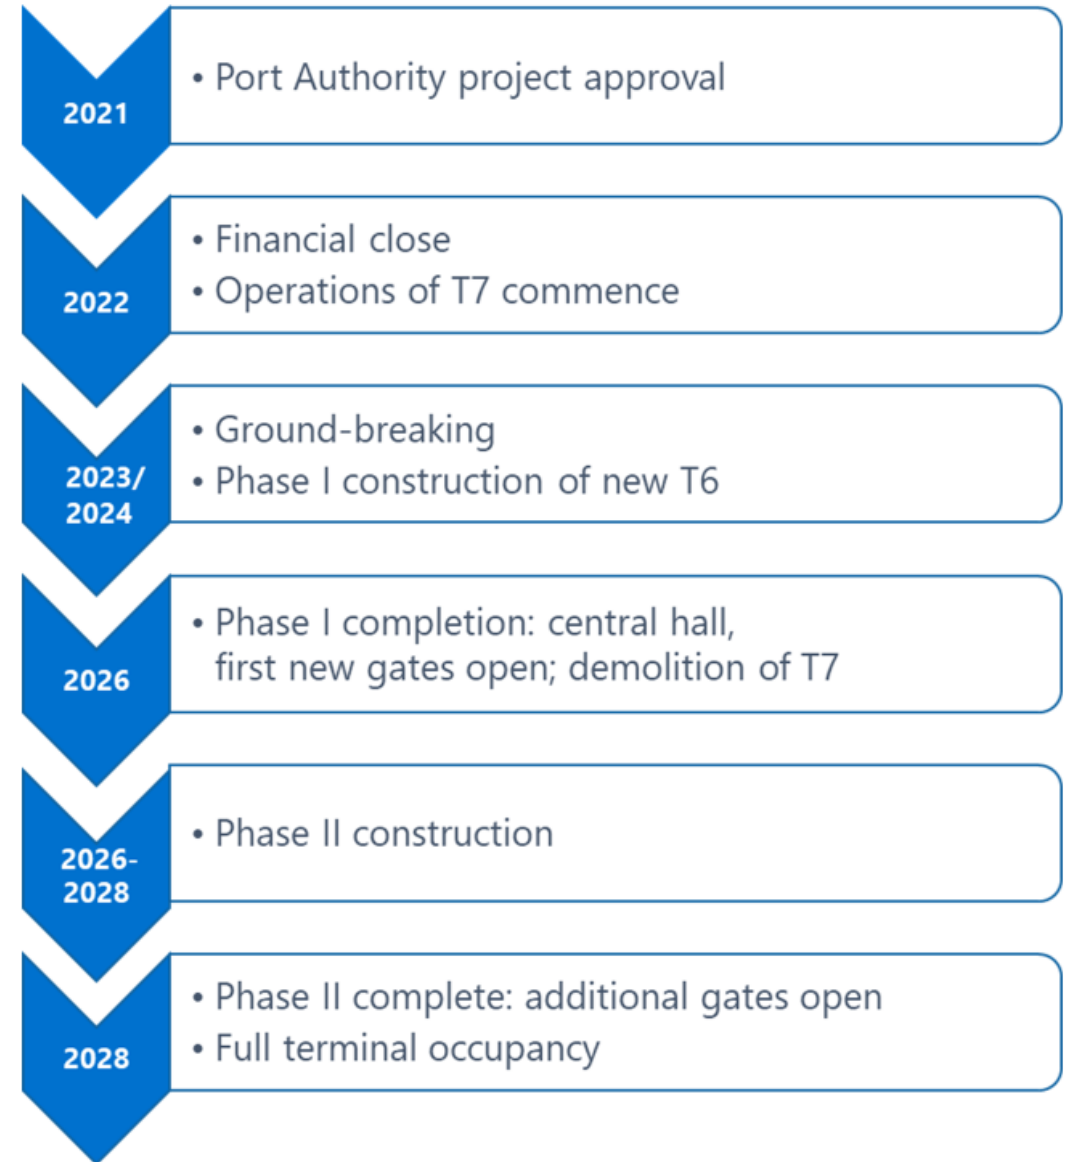 2021
• Port Authority project approval
2022
• Financial close
• Operations of T7 commence
2023/
2024
• Ground-breaking
• Phase I construction of new T6
2026
• Phase I completion: central hall,
first new gates open; demolition of T7
2026-
2028
• Phase II construction
2028
• Phase II complete: additional gates open
• Full terminal occupancy